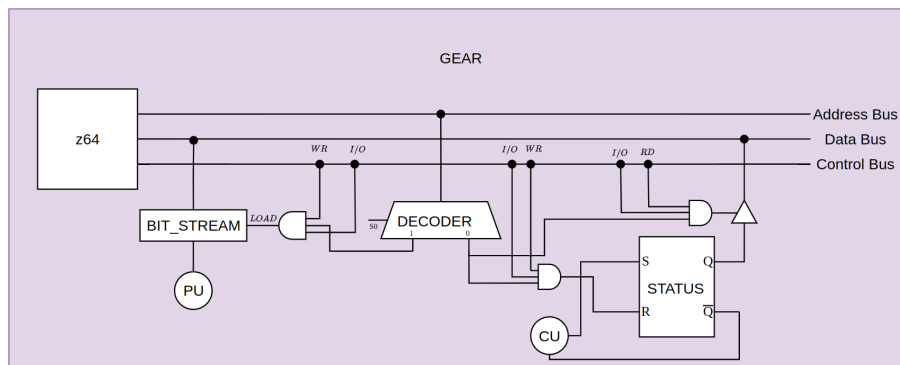 GEAR
Address Bus
z64
Data Bus
WR I/O I/O WR I/O RD
Control Bus
BIT_STREAM
LOAD
DECODER
S0
1 0
S Q
STATUS
PU
R Q̅
CU